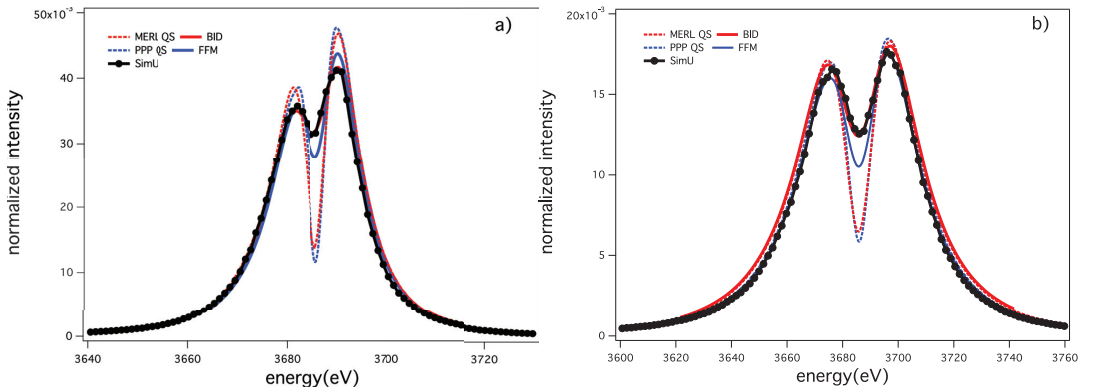 50x10⁻³
a)
MERL QS BID
PPP QS FFM
SimU
40
30
20
10
0
3640 3660 3680 3700 3720
energy(eV)
normalized intensity
20x10⁻³
b)
MERL QS BID
PPP QS FFM
SimU
15
10
5
0
3600 3620 3640 3660 3680 3700 3720 3740 3760
energy(eV)
normalized intensity